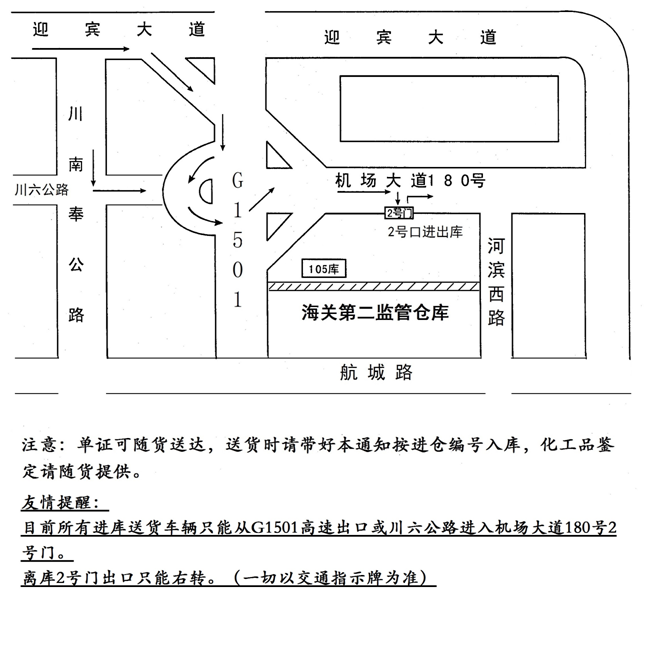 迎宾大道
迎宾大道
川南奉公路
川六公路
G1501
机场大道180号
2号门
2号口进出库
105库
海关第二监管仓库
河滨西路
航城路
注意：单证可随货送达，送货时请带好本通知按进仓编号入库，化工品鉴
定请随货提供。
友情提醒：
目前所有进库送货车辆只能从G1501高速出口或川六公路进入机场大道180号2
号门。
离库2号门出口只能右转。（一切以交通指示牌为准）